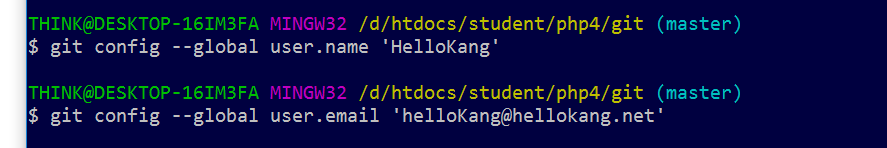 THINK@DESKTOP-16IM3FA MINGW32 /d/htdocs/student/php4/git (master)
$ git config --global user.name 'HelloKang'
THINK@DESKTOP-16IM3FA MINGW32 /d/htdocs/student/php4/git (master)
$ git config --global user.email 'helloKang@hellokang.net'